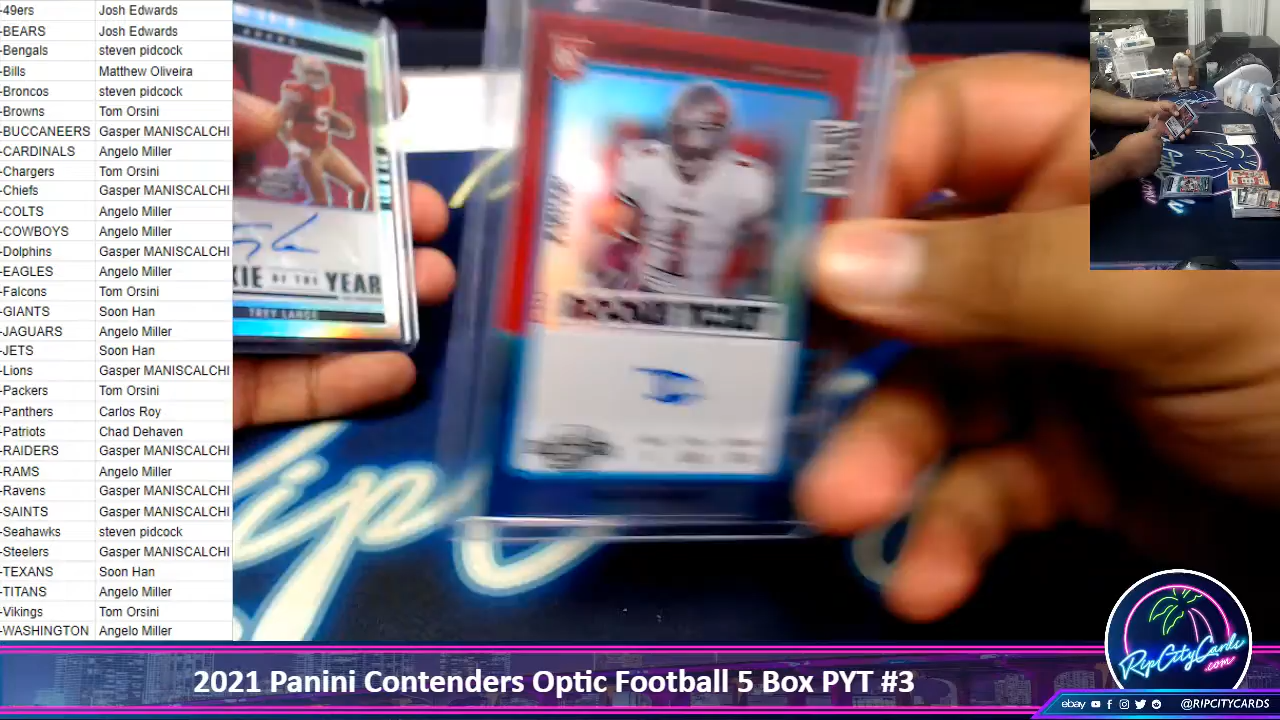 -49ers Josh Edwards
-BEARS Josh Edwards
-Bengals steven pidcock
-Bills Matthew Oliveira
-Broncos steven pidcock
-Browns Tom Orsini
-BUCCANEERS Gasper MANISCALCHI
-CARDINALS Angelo Miller
-Chargers Tom Orsini
-Chiefs Gasper MANISCALCHI
-COLTS Angelo Miller
-COWBOYS Angelo Miller
-Dolphins Gasper MANISCALCHI
-EAGLES Angelo Miller
-Falcons Tom Orsini
-GIANTS Soon Han
-JAGUARS Angelo Miller
-JETS Soon Han
-Lions Gasper MANISCALCHI
-Packers Tom Orsini
-Panthers Carlos Roy
-Patriots Chad Dehaven
-RAIDERS Gasper MANISCALCHI
-RAMS Angelo Miller
-Ravens Gasper MANISCALCHI
-SAINTS Gasper MANISCALCHI
-Seahawks steven pidcock
-Steelers Gasper MANISCALCHI
-TEXANS Soon Han
-TITANS Angelo Miller
-Vikings Tom Orsini
-WASHINGTON Angelo Miller
KIE OF THE YEAR
TREY LANCE
ROOKIE TICKET
Rip C
RipCityCards
.com
2021 Panini Contenders Optic Football 5 Box PYT #3
ebay @RIPCITYCARDS